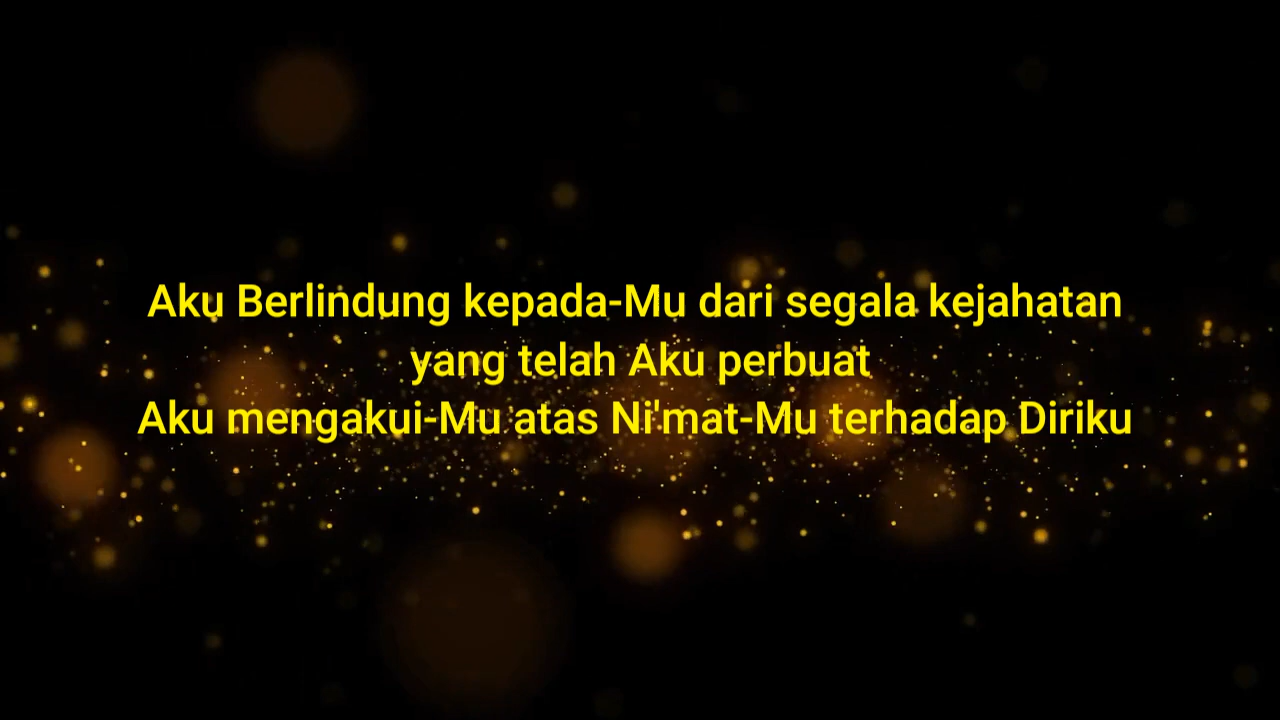 Aku Berlindung kepada-Mu dari segala kejahatan
yang telah Aku perbuat
Aku mengakui-Mu atas Ni'mat-Mu terhadap Diriku